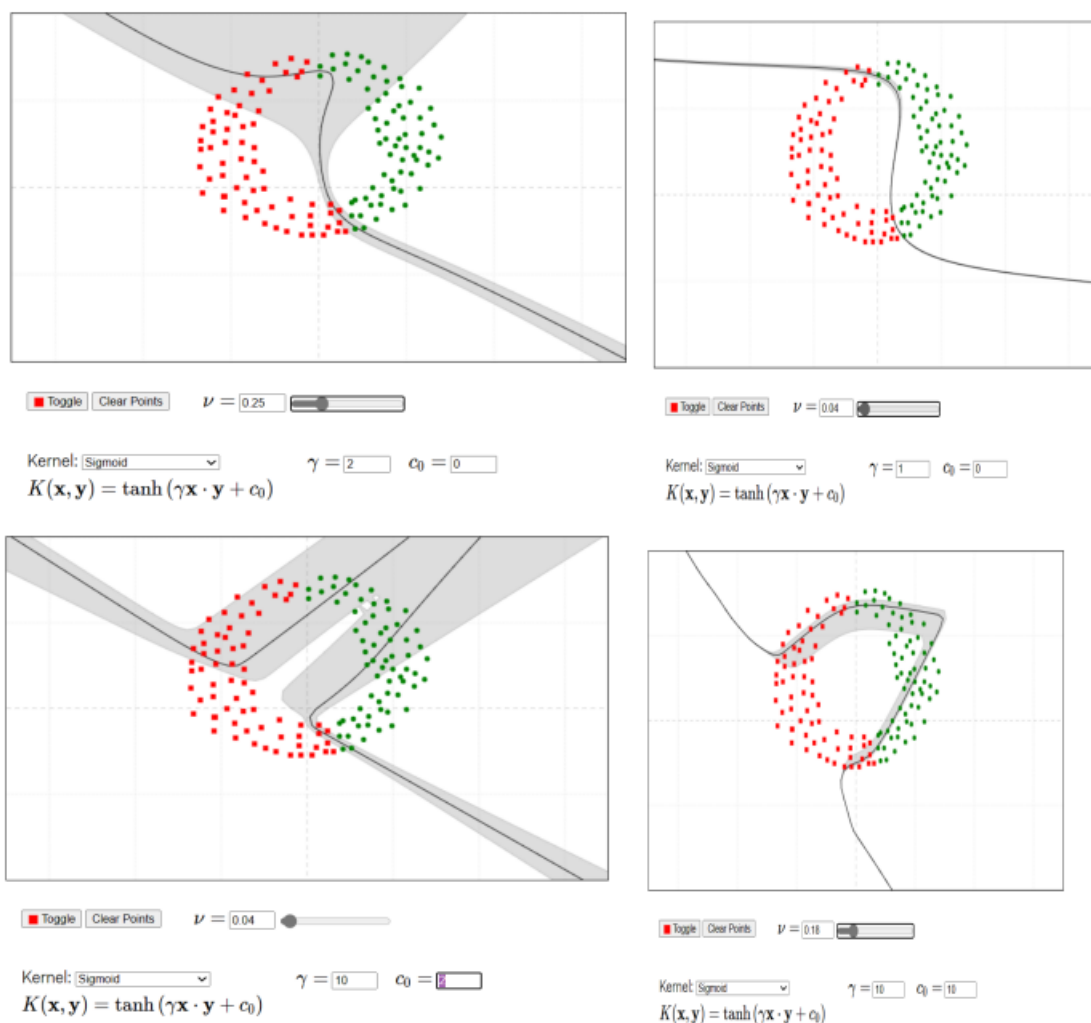 Toggle Clear Points ν = 0.25
Kernel: Sigmoid γ = 2 c₀ = 0
K(x, y) = tanh (γx · y + c₀)
Toggle Clear Points ν = 0.04
Kernel: Sigmoid γ = 1 c₀ = 0
K(x, y) = tanh (γx · y + c₀)
Toggle Clear Points ν = 0.04
Kernel: Sigmoid γ = 10 c₀ =
K(x, y) = tanh (γx · y + c₀)
Toggle Clear Points ν = 0.18
Kernel: Sigmoid γ = 10 c₀ = 10
K(x, y) = tanh (γx · y + c₀)